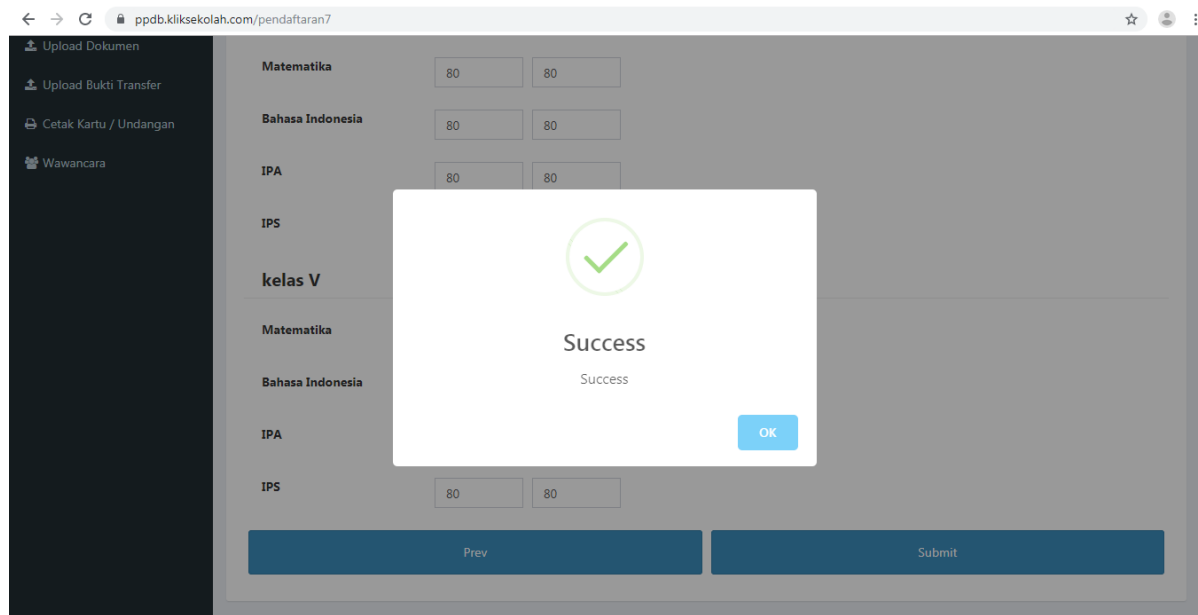 ppdb.kliksekolah.com/pendaftaran7
Upload Dokumen
Upload Bukti Transfer
Cetak Kartu / Undangan
Wawancara
Matematika 80 80
Bahasa Indonesia 80 80
IPA 80 80
IPS
kelas V
Matematika
Bahasa Indonesia
IPA
IPS 80 80
Prev Submit
Success
Success
OK